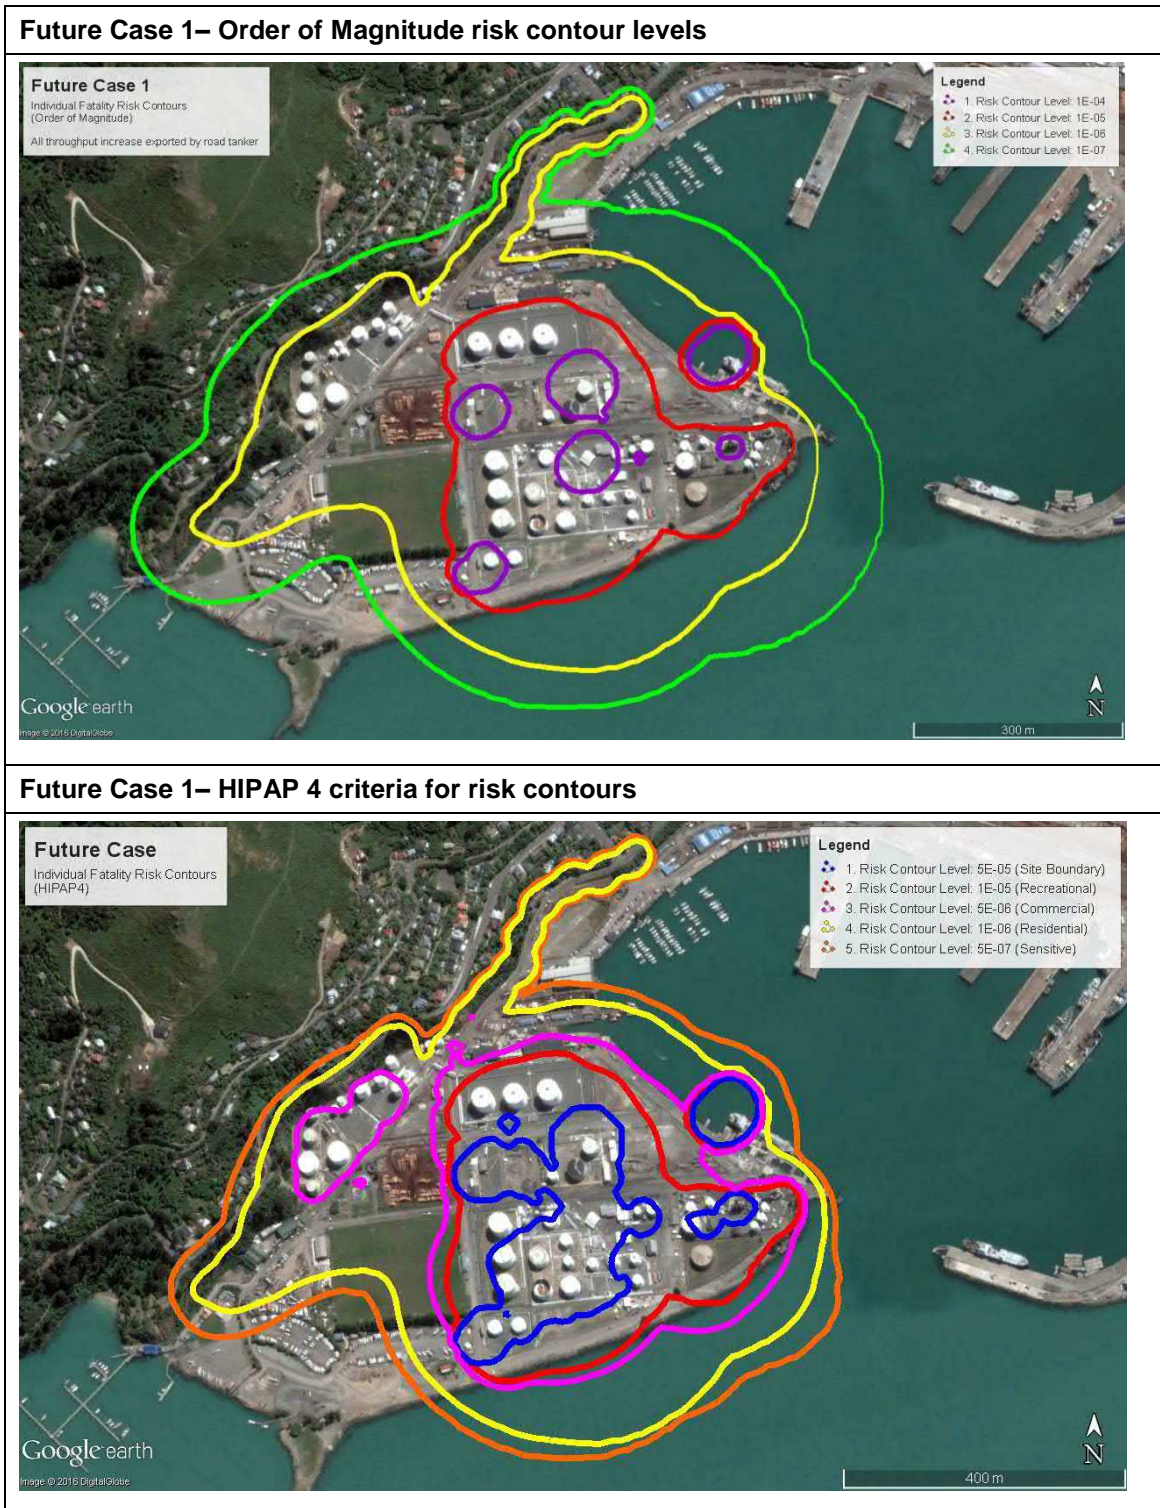 Future Case 1– Order of Magnitude risk contour levels
Future Case 1
Individual Fatality Risk Contours
(Order of Magnitude)
All throughput increase exported by road tanker
Legend
1. Risk Contour Level: 1E-04
2. Risk Contour Level: 1E-05
3. Risk Contour Level: 1E-06
4. Risk Contour Level: 1E-07
Google earth
Image © 2016 DigitalGlobe
N
300 m
Future Case 1– HIPAP 4 criteria for risk contours
Future Case
Individual Fatality Risk Contours
(HIPAP4)
Legend
1. Risk Contour Level: 5E-05 (Site Boundary)
2. Risk Contour Level: 1E-05 (Recreational)
3. Risk Contour Level: 5E-06 (Commercial)
4. Risk Contour Level: 1E-06 (Residential)
5. Risk Contour Level: 5E-07 (Sensitive)
Google earth
Image © 2016 DigitalGlobe
N
400 m